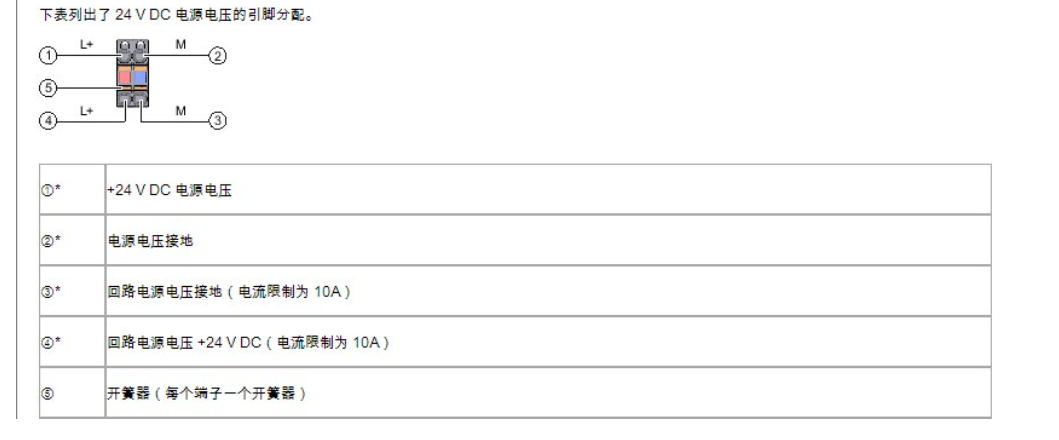 下表列出了 24 V DC 电源电压的引脚分配。
① L+ M ②
⑤
④ L+ M ③
①* +24 V DC 电源电压
②* 电源电压接地
③* 回路电源电压接地（电流限制为 10A）
④* 回路电源电压 +24 V DC（电流限制为 10A）
⑤ 开簧器（每个端子一个开簧器）